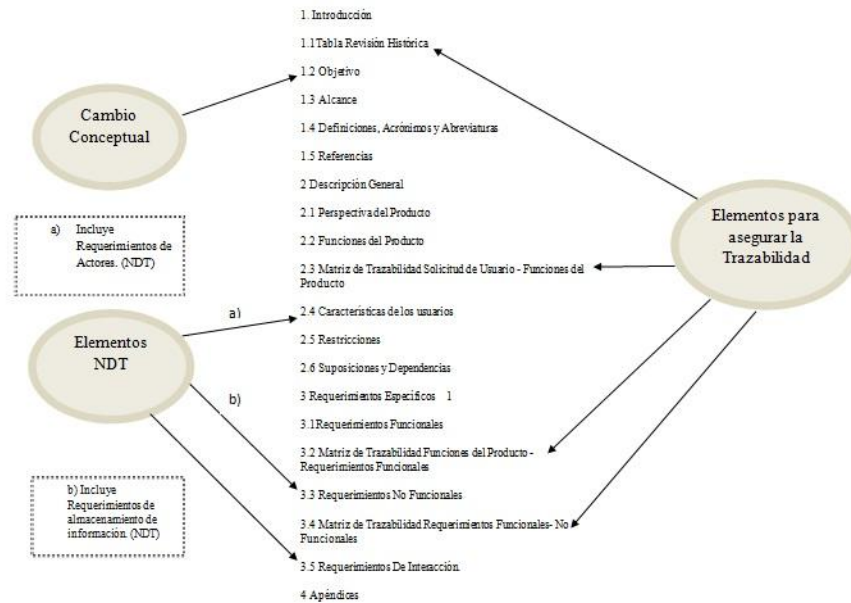 1. Introducción
1.1Tabla Revisión Histórica
1.2 Objetivo
1.3 Alcance
1.4 Definiciones, Acrónimos y Abreviaturas
1.5 Referencias
2 Descripción General
2.1 Perspectiva del Producto
2.2 Funciones del Producto
2.3 Matriz de Trazabilidad Solicitud de Usuario - Funciones del
Producto
2.4 Características de los usuarios
2.5 Restricciones
2.6 Suposiciones y Dependencias
3 Requerimientos Específicos 1
3.1Requerimientos Funcionales
3.2 Matriz de Trazabilidad Funciones del Producto -
Requerimientos Funcionales
3.3 Requerimientos No Funcionales
3.4 Matriz de Trazabilidad Requerimientos Funcionales- No
Funcionales
3.5 Requerimientos De Interacción.
4 Apéndices
Cambio
Conceptual
a) Incluye
Requerimientos de
Actores. (NDT)
Elementos
NDT
a)
b)
b) Incluye
Requerimientos de
almacenamiento de
información. (NDT)
Elementos para
asegurar la
Trazabilidad